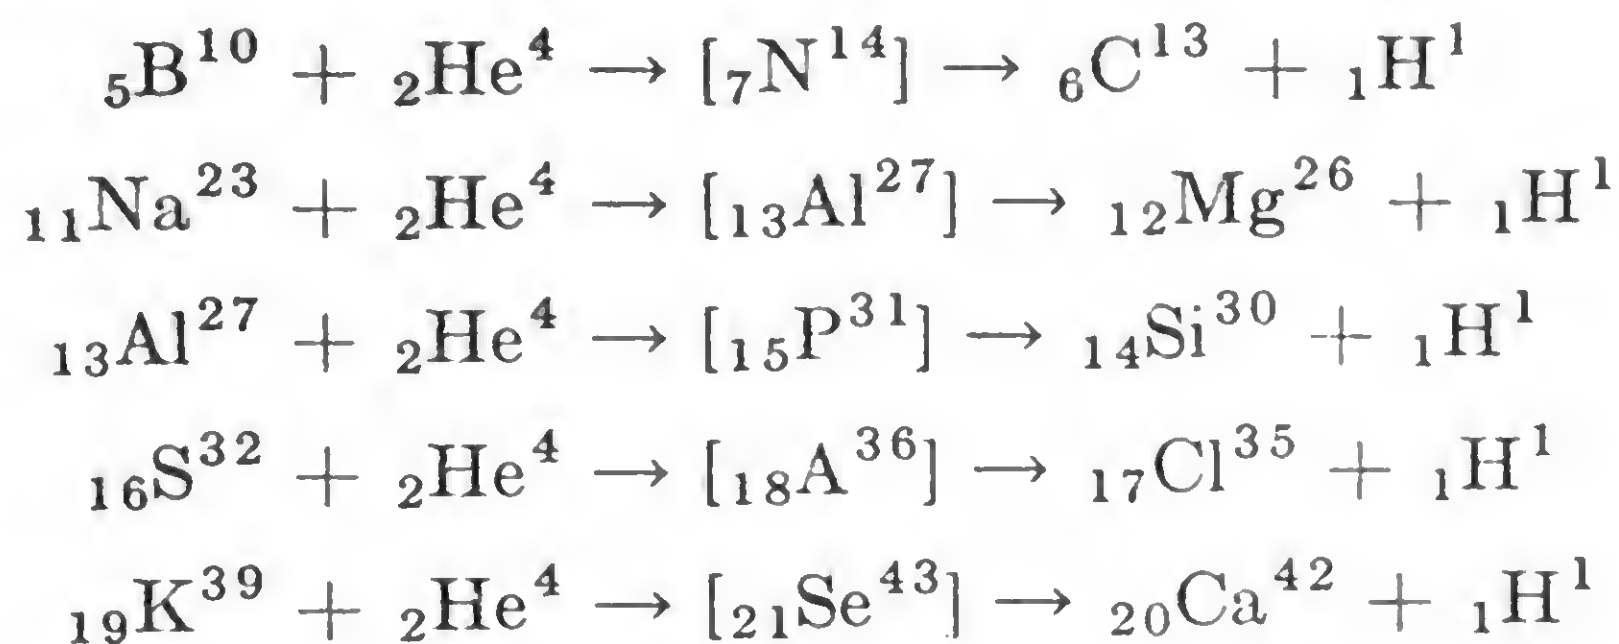 ₅B¹⁰ + ₂He⁴ → [₇N¹⁴] → ₆C¹³ + ₁H¹
₁₁Na²³ + ₂He⁴ → [₁₃Al²⁷] → ₁₂Mg²⁶ + ₁H¹
₁₃Al²⁷ + ₂He⁴ → [₁₅P³¹] → ₁₄Si³⁰ + ₁H¹
₁₆S³² + ₂He⁴ → [₁₈A³⁶] → ₁₇Cl³⁵ + ₁H¹
₁₉K³⁹ + ₂He⁴ → [₂₁Se⁴³] → ₂₀Ca⁴² + ₁H¹